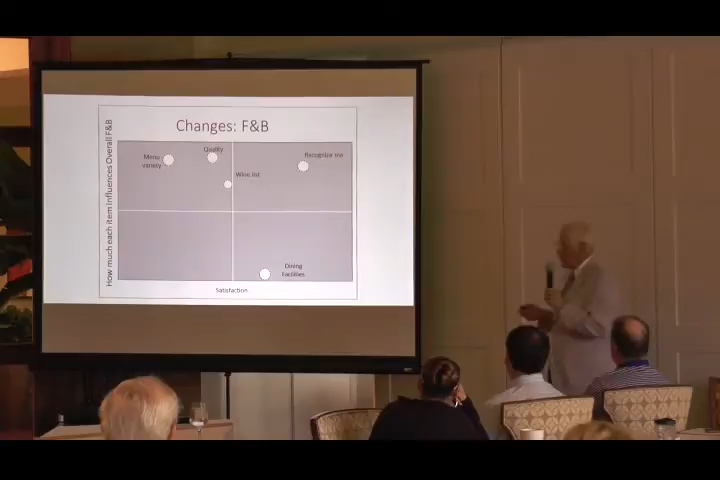 Changes: F&B
How much each item Influences Overall F&B
Menu
variety
Quality
Recognize me
Wine list
Dining
Facilities
Satisfaction